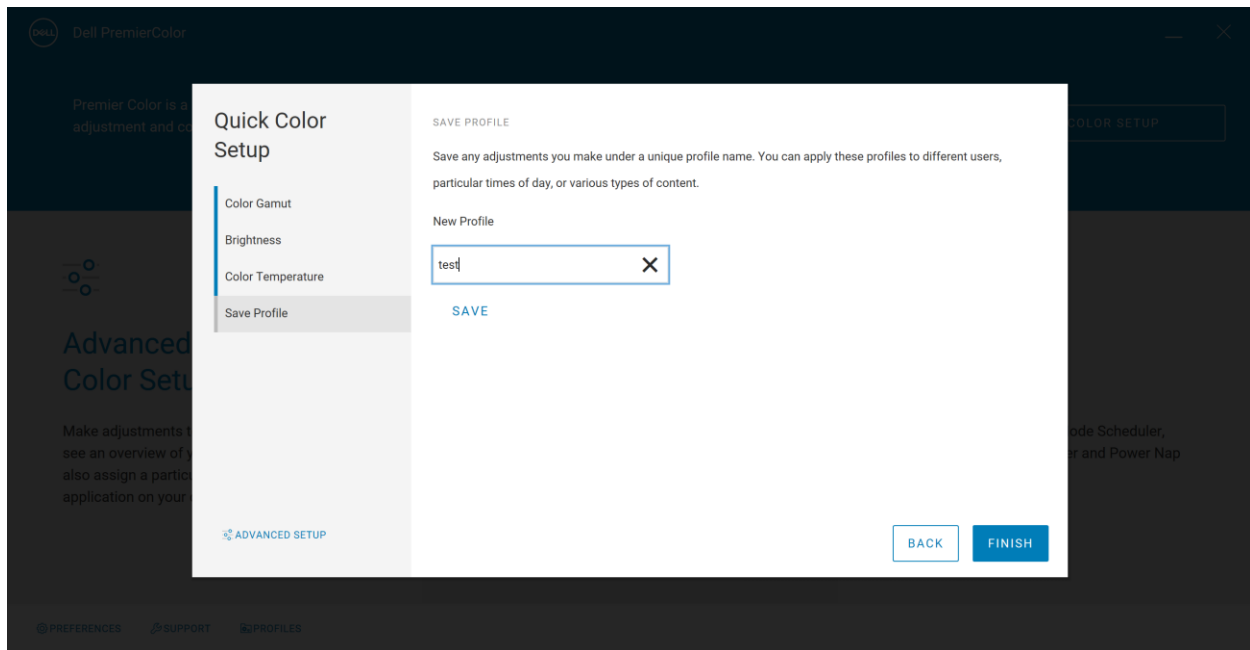 DELL
Dell PremierColor
Premier Color is a
adjustment and co
COLOR SETUP
Quick Color
Setup
Color Gamut
Brightness
Color Temperature
Save Profile
ADVANCED SETUP
SAVE PROFILE
Save any adjustments you make under a unique profile name. You can apply these profiles to different users,
particular times of day, or various types of content.
New Profile
test
SAVE
BACK
FINISH
Advanced
Color Setu
Make adjustments t
see an overview of y
also assign a particu
application on your
ode Scheduler,
er and Power Nap
PREFERENCES
SUPPORT
PROFILES